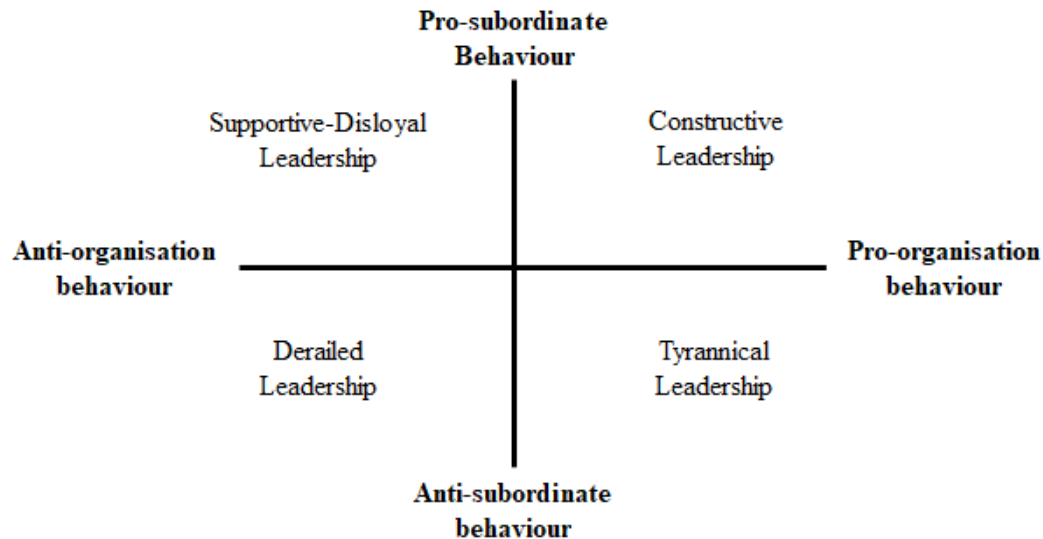 Pro-subordinate
Behaviour
Supportive-Disloyal
Leadership
Constructive
Leadership
Anti-organisation
behaviour
Pro-organisation
behaviour
Derailed
Leadership
Tyrannical
Leadership
Anti-subordinate
behaviour